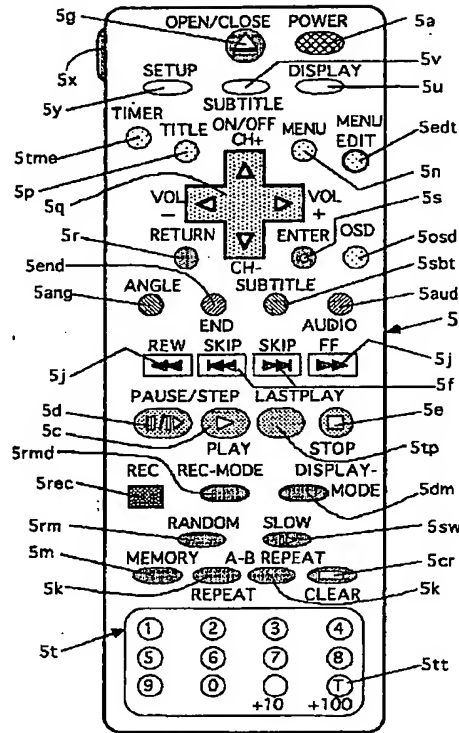 5g OPEN/CLOSE POWER 5a
5x
5v
SETUP DISPLAY
5y 5u
SUBTITLE
TIMER TITLE ON/OFF MENU MENU
CH+ EDIT
5tme 5edt
5p 5n
5q VOL VOL 5s
- +
5r RETURN ENTER OSD
5end CH- 5osd
5ang ANGLE SUBTITLE 5sbt
5aud
END AUDIO
5
REW SKIP SKIP FF
5j 5j
5f
PAUSE/STEP LASTPLAY
5d 5e
5c PLAY STOP
5rmd 5tp
REC REC-MODE DISPLAY-
5rec MODE 5dm
5rm RANDOM SLOW 5sw
5m MEMORY A-B REPEAT 5cr
5k REPEAT CLEAR 5k
1 2 3 4
5t 5 6 7 8 5tt
9 0 T
+10 +100